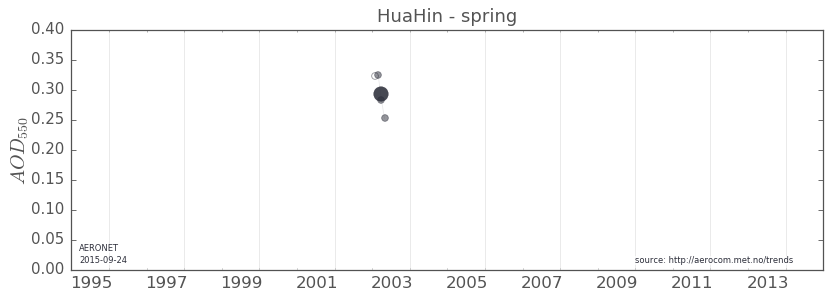 HuaHin - spring
0.40
0.35
0.30
0.25
0.20
0.15
0.10
0.05
0.00
AOD550
AERONET
2015-09-24
source: http://aerocom.met.no/trends
1995 1997 1999 2001 2003 2005 2007 2009 2011 2013